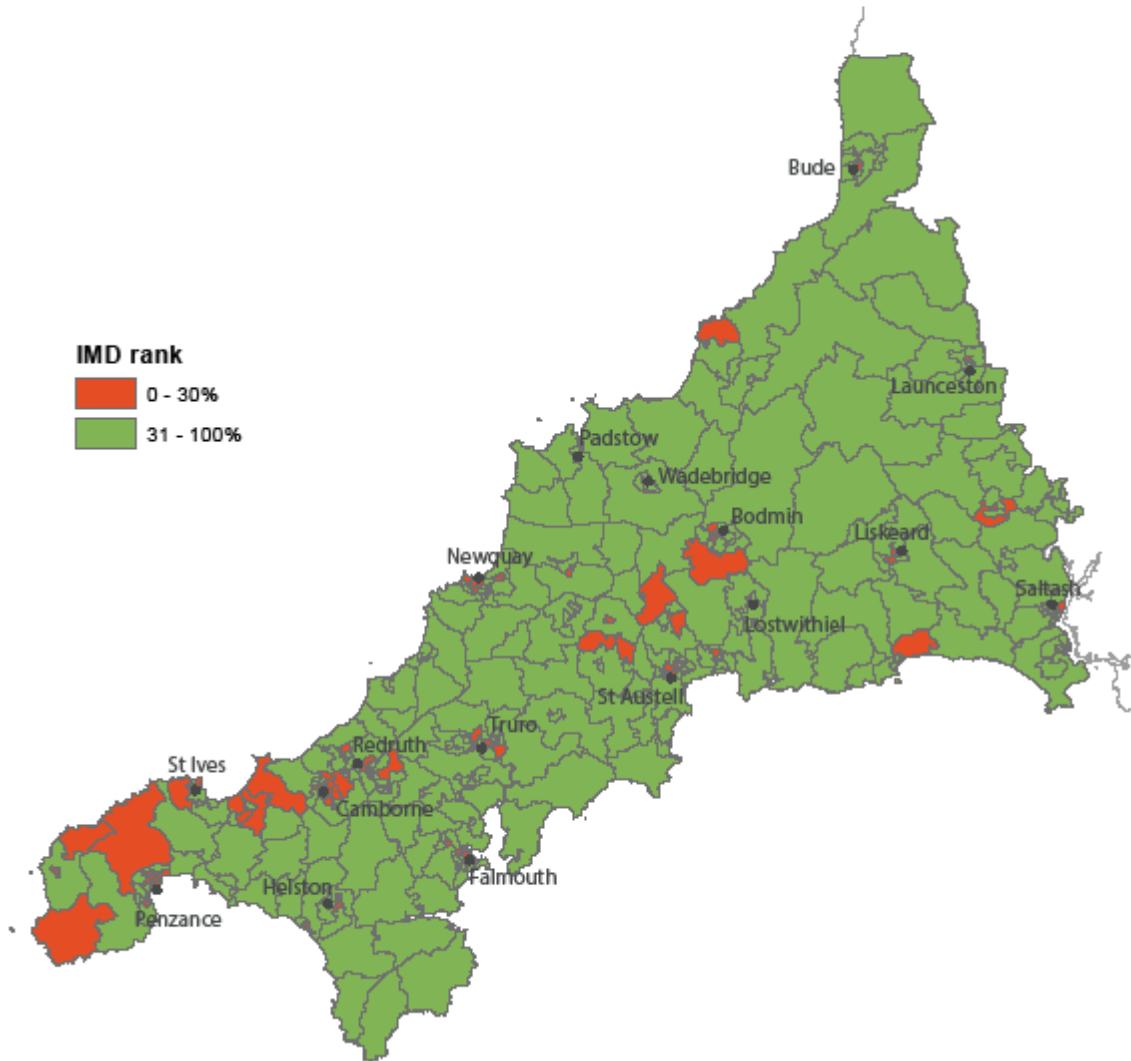 Bude
IMD rank
0 - 30%
31 - 100%
Launceston
Padstow
Wadebridge
Bodmin
Liskeard
Newquay
Saltash
Lostwithiel
St Austell
Truro
Redruth
St Ives
Camborne
Falmouth
Helston
Penzance